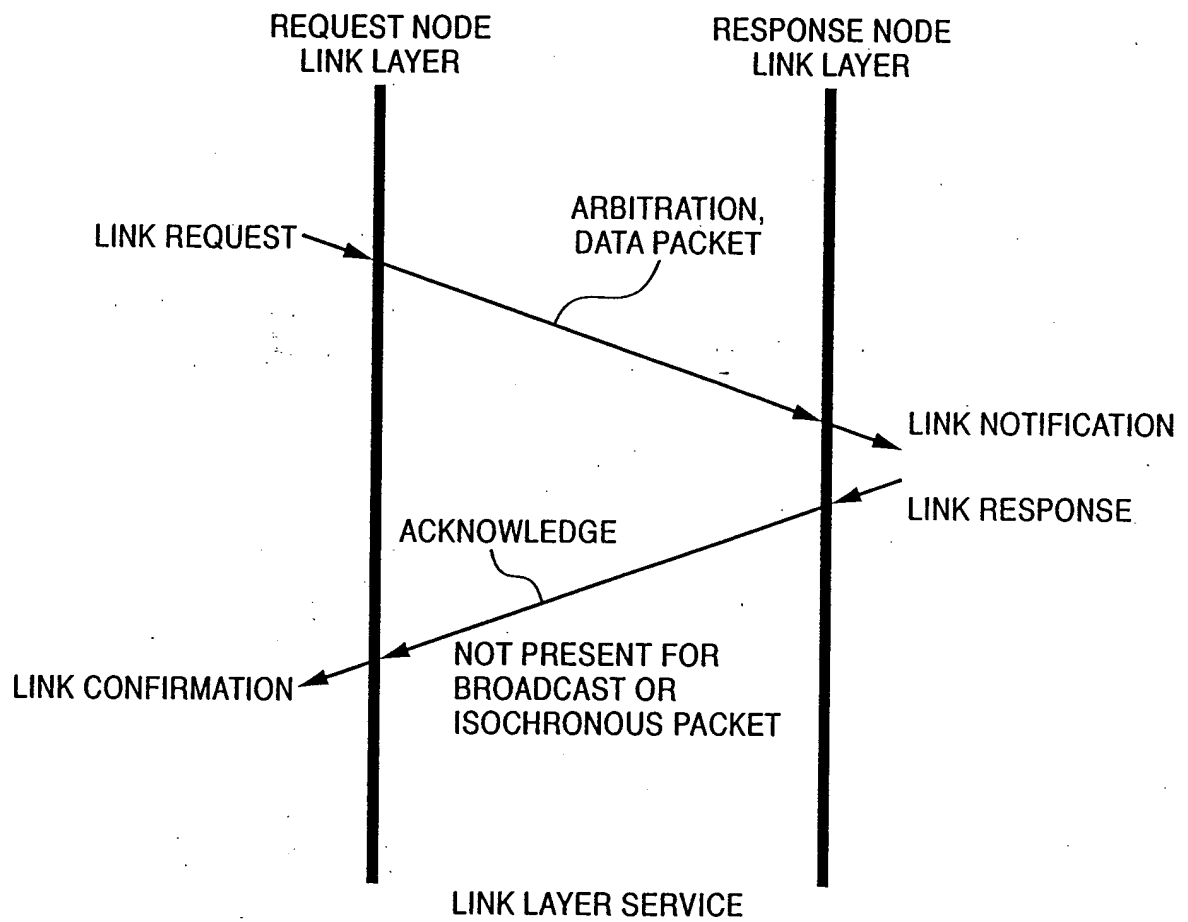 REQUEST NODE
LINK LAYER
RESPONSE NODE
LINK LAYER
ARBITRATION,
DATA PACKET
LINK REQUEST
LINK NOTIFICATION
LINK RESPONSE
ACKNOWLEDGE
NOT PRESENT FOR
BROADCAST OR
ISOCHRONOUS PACKET
LINK CONFIRMATION
LINK LAYER SERVICE